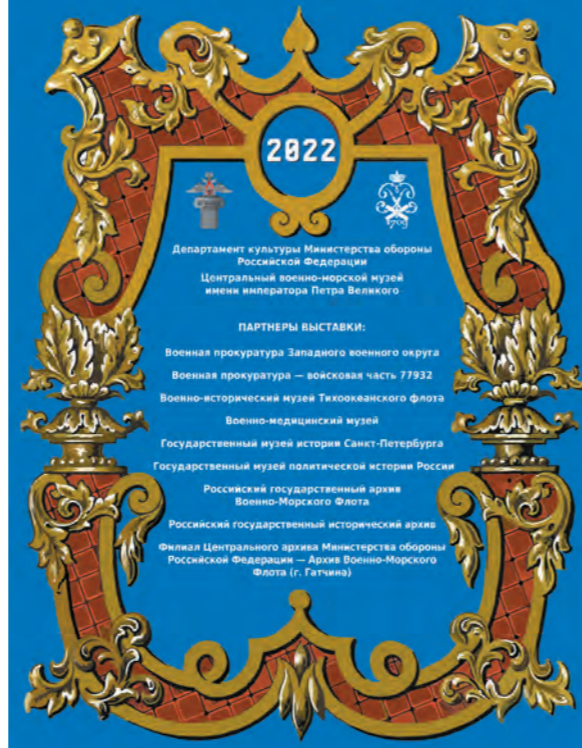 2022
1709
Департамент культуры Министерства обороны
Российской Федерации
Центральный военно-морской музей
имени императора Петра Великого
ПАРТНЕРЫ ВЫСТАВКИ:
Военная прокуратура Западного военного округа
Военная прокуратура — войсковая часть 77932
Военно-исторический музей Тихоокеанского флота
Военно-медицинский музей
Государственный музей истории Санкт-Петербурга
Государственный музей политической истории России
Российский государственный архив
Военно-Морского Флота
Российский государственный исторический архив
Филиал Центрального архива Министерства обороны
Российской Федерации — Архив Военно-Морского
Флота (г. Гатчина)